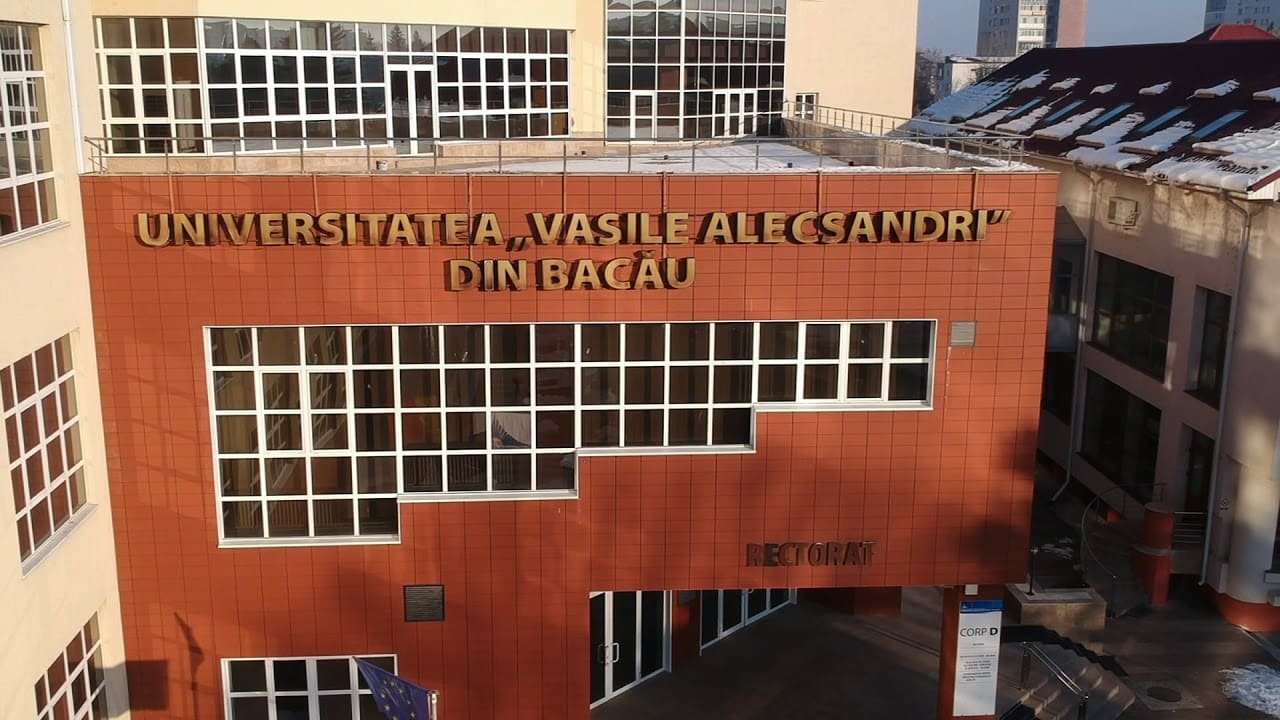 UNIVERSITATEA „VASILE ALECSANDRI”
DIN BACĂU
RECTORAT
CORP D